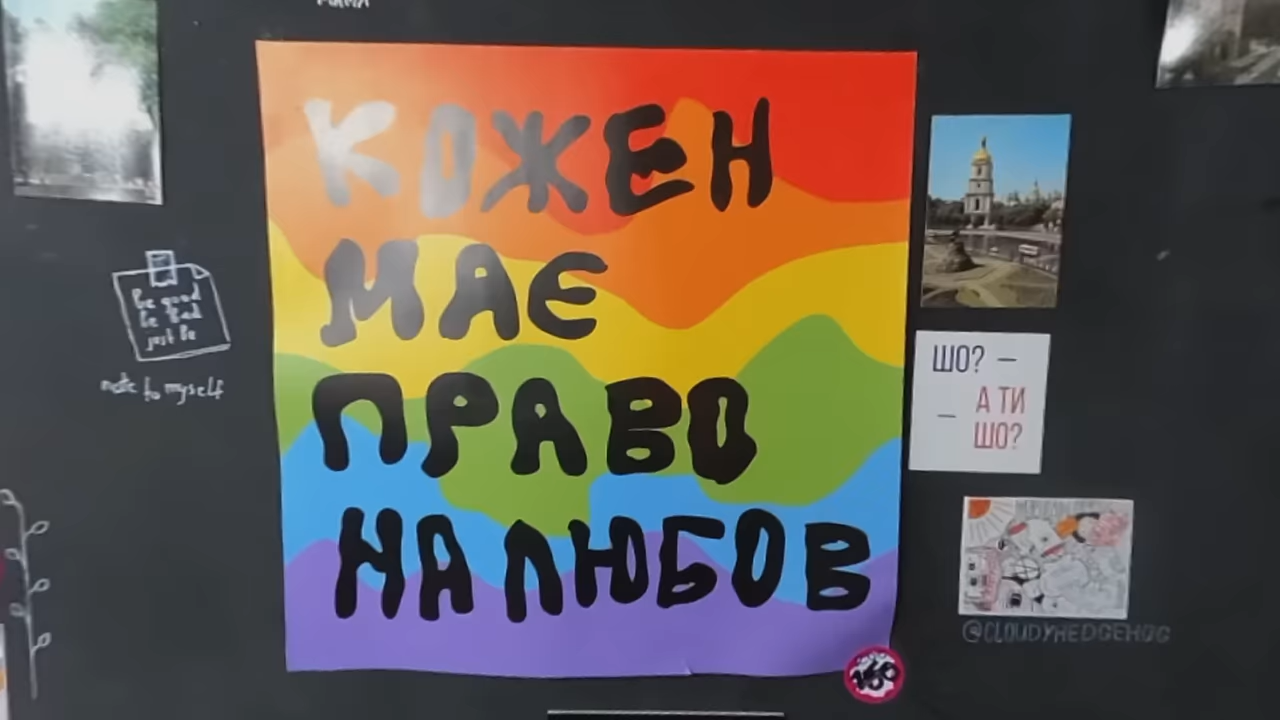 КОЖЕН
МАЄ
ПРАВО
НА ЛЮБОВ
be good
be bad
just be
note to myself
ШО? –
– А ТИ
ШО?
@CLOUDYHEDGEHOG